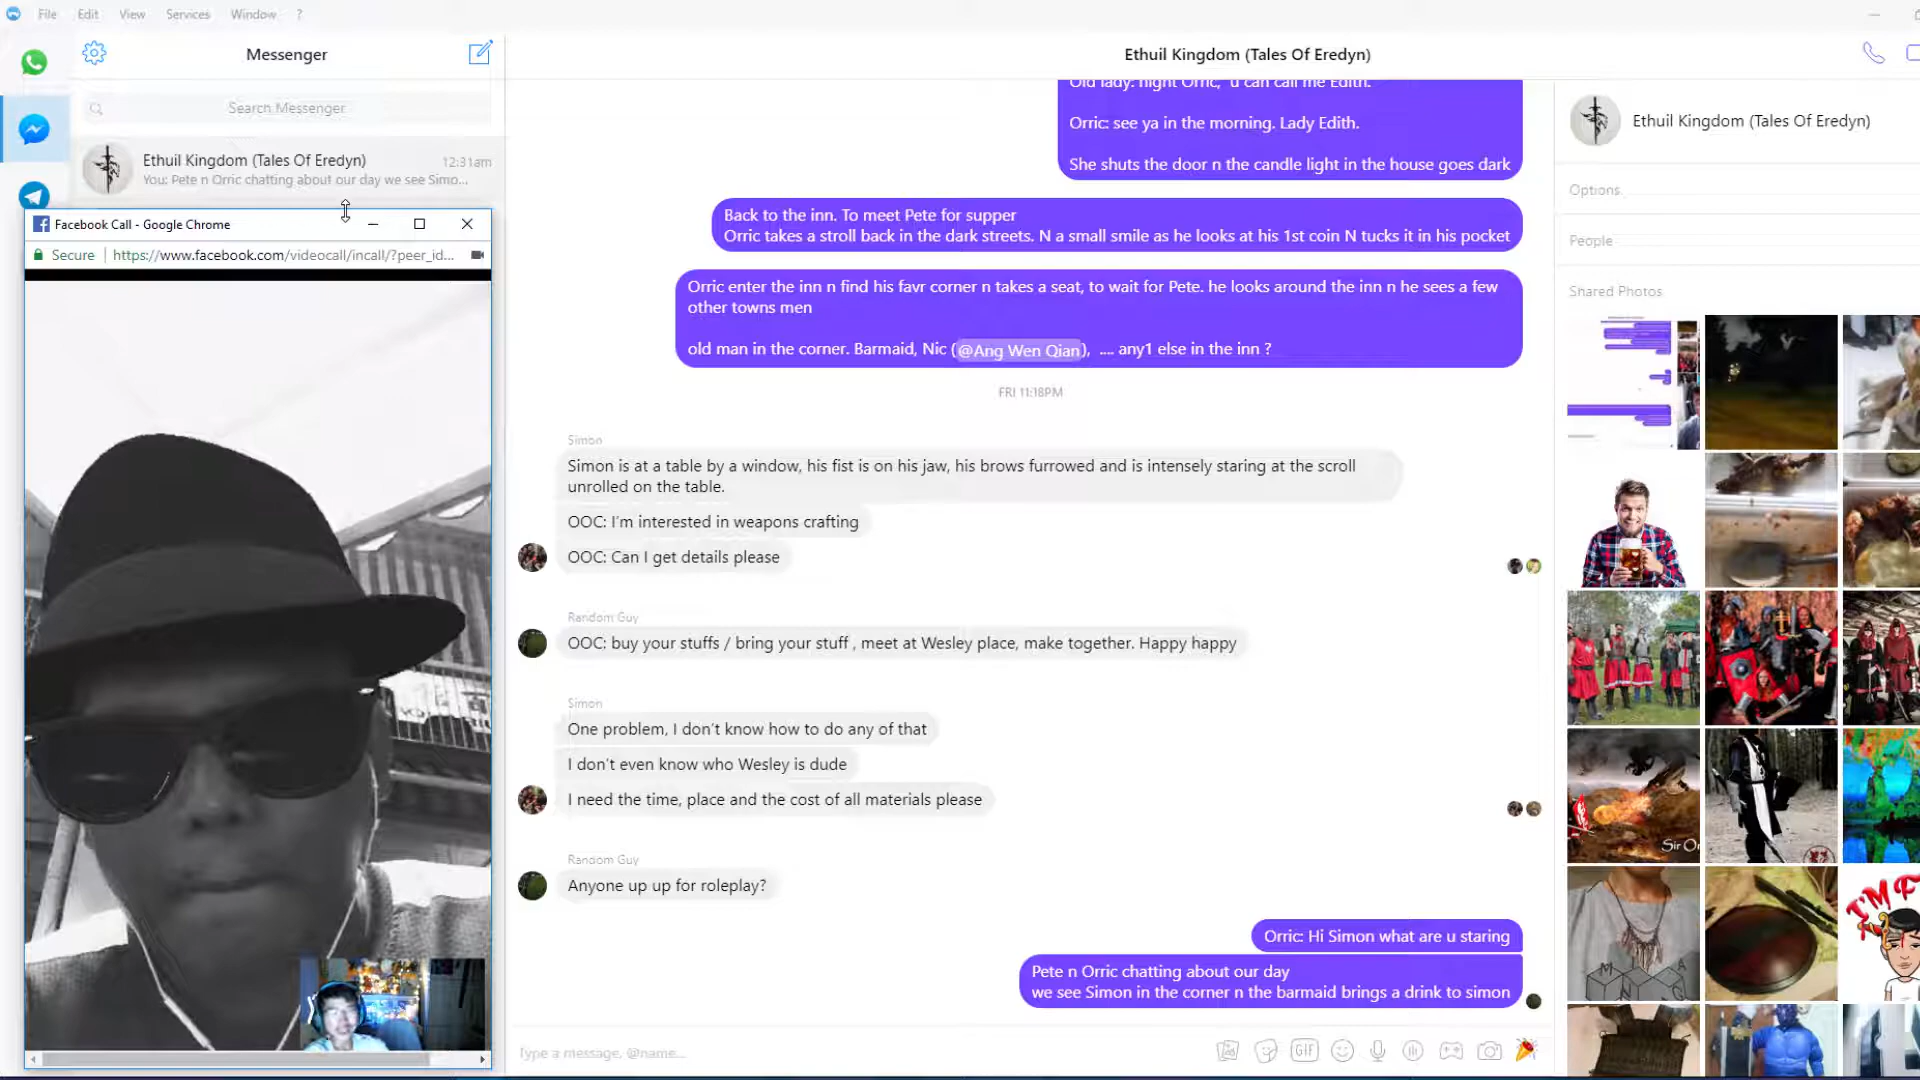 File Edit View Services Window ?
Messenger
Search Messenger
Ethuil Kingdom (Tales Of Eredyn) 12:31am
You: Pete n Orric chatting about our day we see Simo...
Facebook Call - Google Chrome
Secure https://www.facebook.com/videocall/incall/?peer_id...
Ethuil Kingdom (Tales Of Eredyn)
Old lady: night Orric, u can call me Edith.
Orric: see ya in the morning. Lady Edith.
She shuts the door n the candle light in the house goes dark
Back to the inn. To meet Pete for supper
Orric takes a stroll back in the dark streets. N a small smile as he looks at his 1st coin N tucks it in his pocket
Orric enter the inn n find his favr corner n takes a seat, to wait for Pete. he looks around the inn n he sees a few
other towns men
old man in the corner. Barmaid, Nic (@Ang Wen Qian), .... any1 else in the inn ?
FRI 11:18PM
Simon
Simon is at a table by a window, his fist is on his jaw, his brows furrowed and is intensely staring at the scroll
unrolled on the table.
OOC: I'm interested in weapons crafting
OOC: Can I get details please
Random Guy
OOC: buy your stuffs / bring your stuff , meet at Wesley place, make together. Happy happy
Simon
One problem, I don't know how to do any of that
I don't even know who Wesley is dude
I need the time, place and the cost of all materials please
Random Guy
Anyone up up for roleplay?
Orric: Hi Simon what are u staring
Pete n Orric chatting about our day
we see Simon in the corner n the barmaid brings a drink to simon
Type a message, @name...
GIF
Ethuil Kingdom (Tales Of Eredyn)
Options
People
Shared Photos
Sir Or
I'M F
M N G A